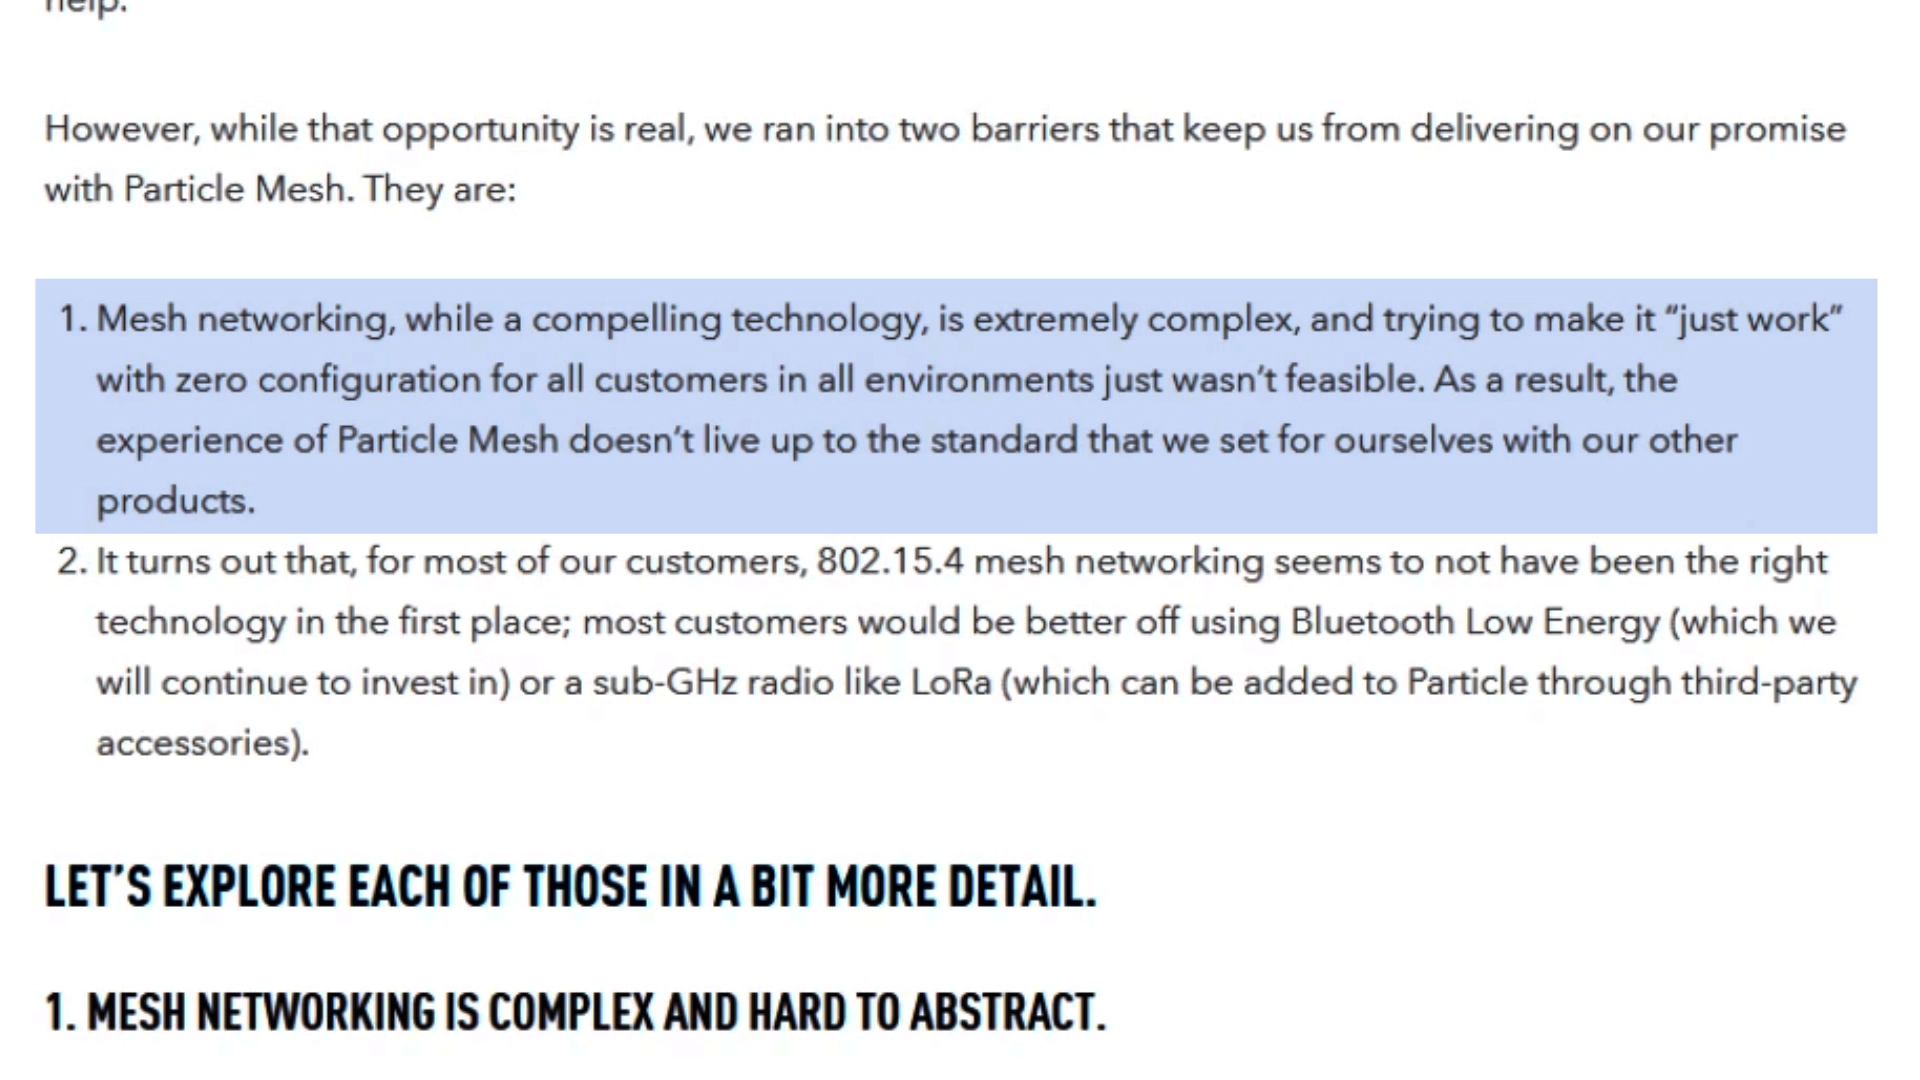 help.
However, while that opportunity is real, we ran into two barriers that keep us from delivering on our promise
with Particle Mesh. They are:
1. Mesh networking, while a compelling technology, is extremely complex, and trying to make it “just work”
with zero configuration for all customers in all environments just wasn’t feasible. As a result, the
experience of Particle Mesh doesn’t live up to the standard that we set for ourselves with our other
products.
2. It turns out that, for most of our customers, 802.15.4 mesh networking seems to not have been the right
technology in the first place; most customers would be better off using Bluetooth Low Energy (which we
will continue to invest in) or a sub-GHz radio like LoRa (which can be added to Particle through third-party
accessories).
LET’S EXPLORE EACH OF THOSE IN A BIT MORE DETAIL.
1. MESH NETWORKING IS COMPLEX AND HARD TO ABSTRACT.